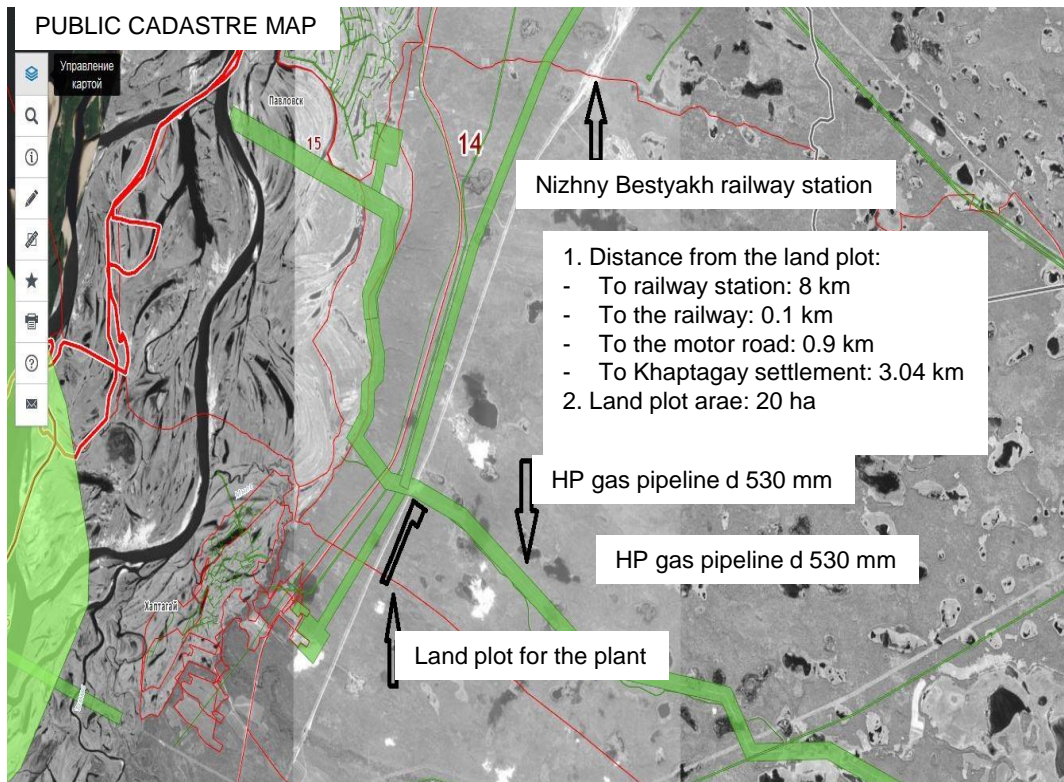 PUBLIC CADASTRE MAP
Управление
картой
Павловск
15
14
Nizhny Bestyakh railway station
1. Distance from the land plot:
- To railway station: 8 km
- To the railway: 0.1 km
- To the motor road: 0.9 km
- To Khaptagay settlement: 3.04 km
2. Land plot arae: 20 ha
HP gas pipeline d 530 mm
HP gas pipeline d 530 mm
Хаптагай
Land plot for the plant